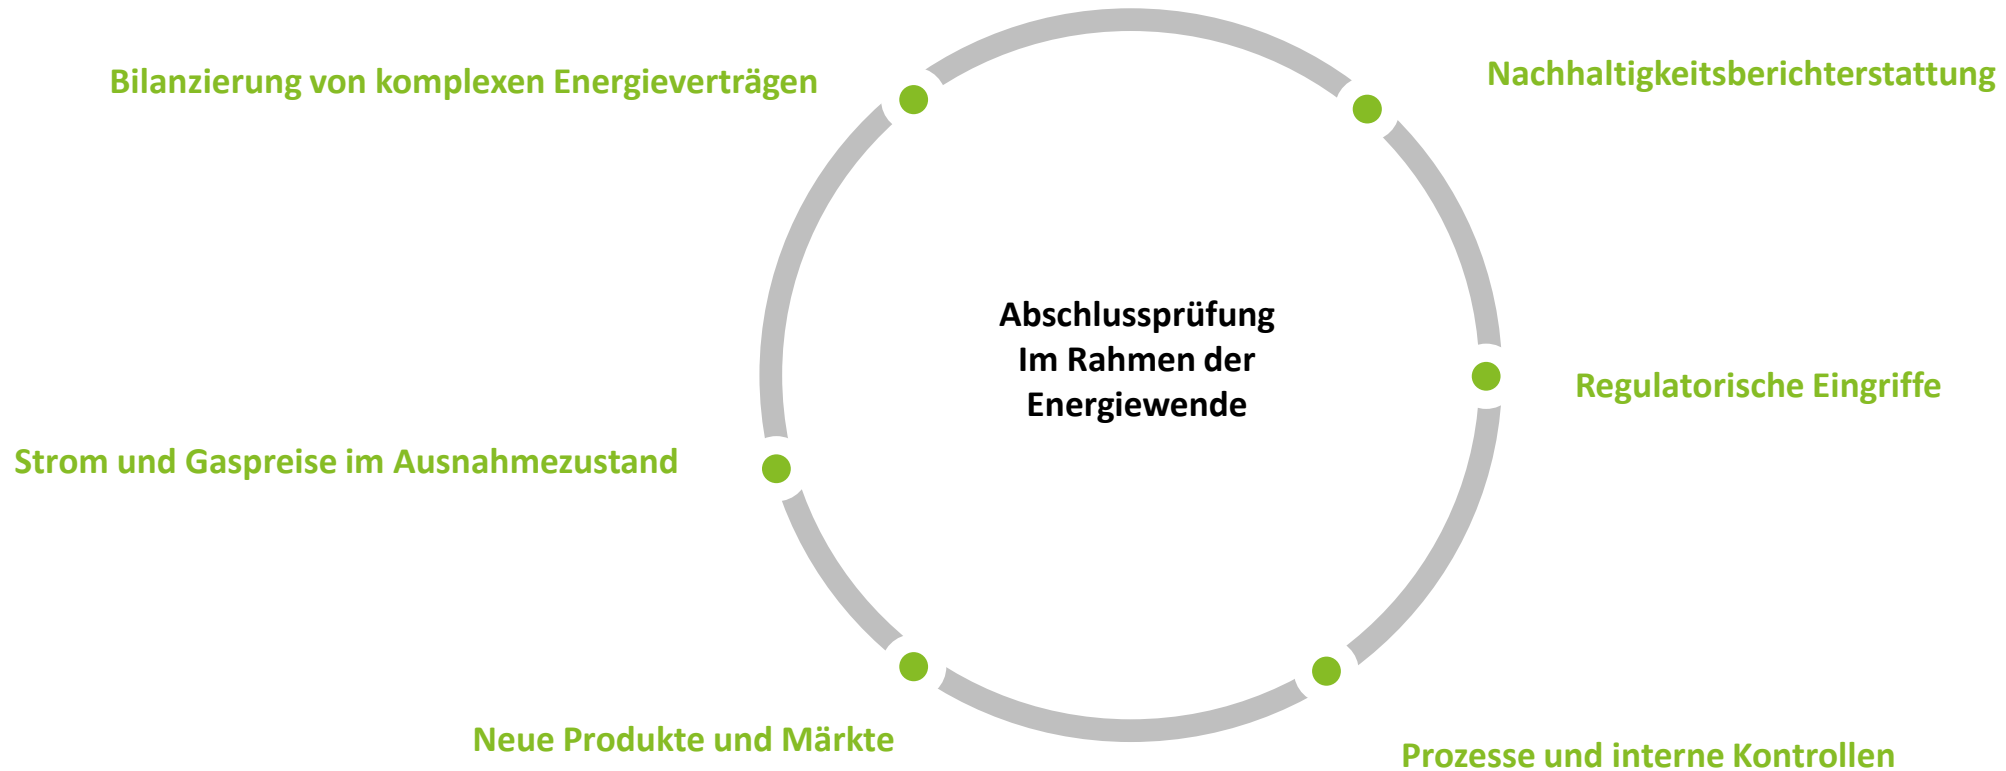 Bilanzierung von komplexen Energieverträgen
Nachhaltigkeitsberichterstattung
Abschlussprüfung
Im Rahmen der
Energiewende
Regulatorische Eingriffe
Strom und Gaspreise im Ausnahmezustand
Neue Produkte und Märkte
Prozesse und interne Kontrollen